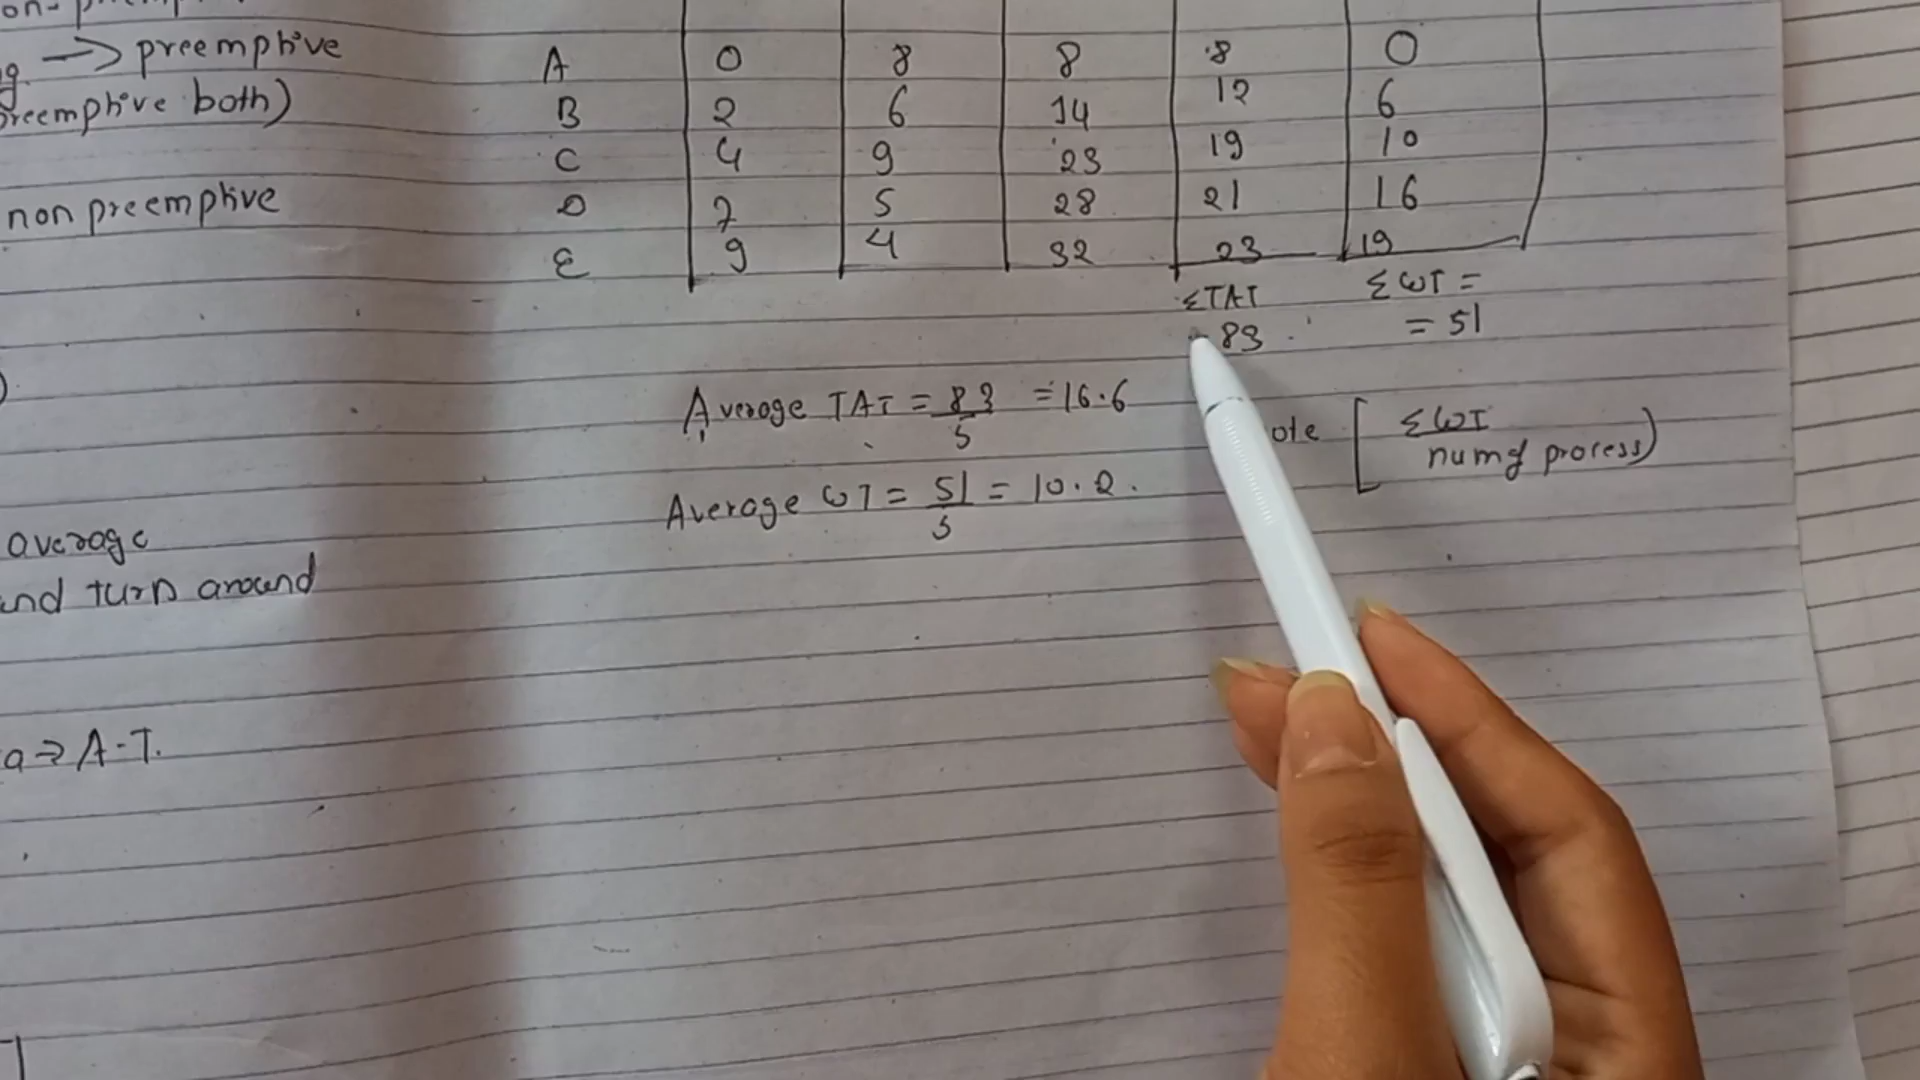 preemptive
preemptive both)
non preemptive
average
and turn around
a ⇒ A-T.
A 0 8 8 8 0
B 2 6 14 12 6
C 4 9 23 19 10
D 7 5 28 21 16
E 9 4 32 23 19
ΣTAT ΣWT =
83 = 51
Average TAT = 83/5 = 16.6
ΣWT
num of process)
Average WT = 51/5 = 10.2.